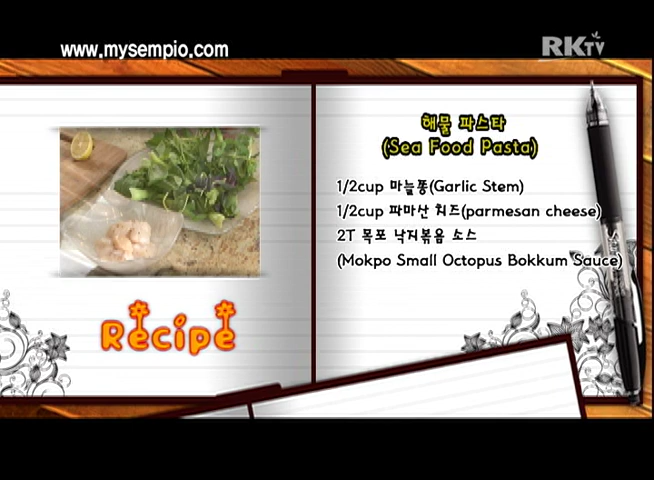 www.mysempio.com
RKTV
해물 파스타
(Sea Food Pasta)
1/2cup 마늘쫑(Garlic Stem)
1/2cup 파마산 치즈(parmesan cheese)
2T 목포 낙지볶음 소스
(Mokpo Small Octopus Bokkum Sauce)
Recipe